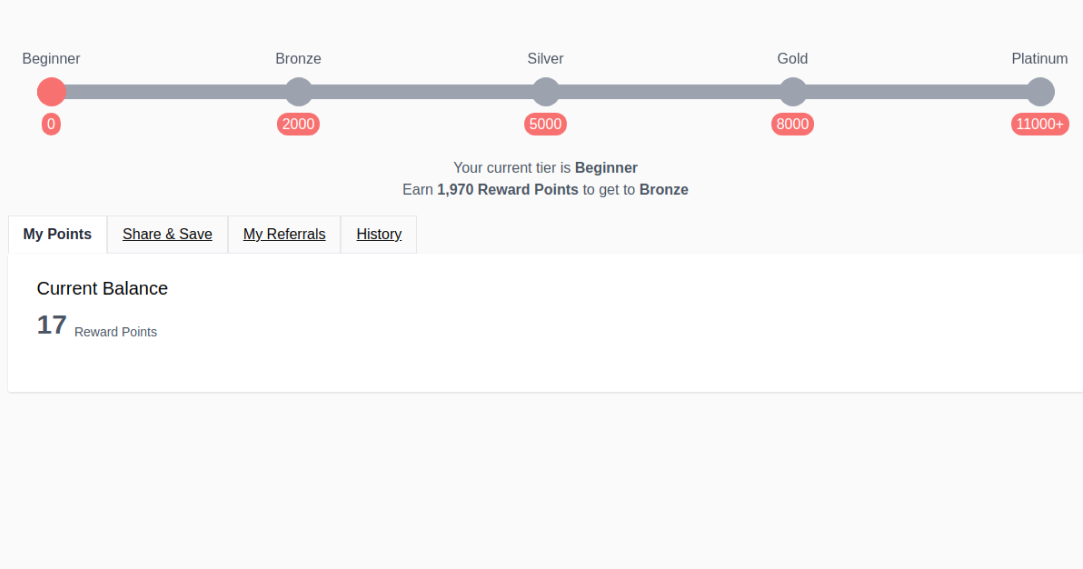 Beginner Bronze Silver Gold Platinum
0 2000 5000 8000 11000+
Your current tier is Beginner
Earn 1,970 Reward Points to get to Bronze
My Points Share & Save My Referrals History
Current Balance
17 Reward Points